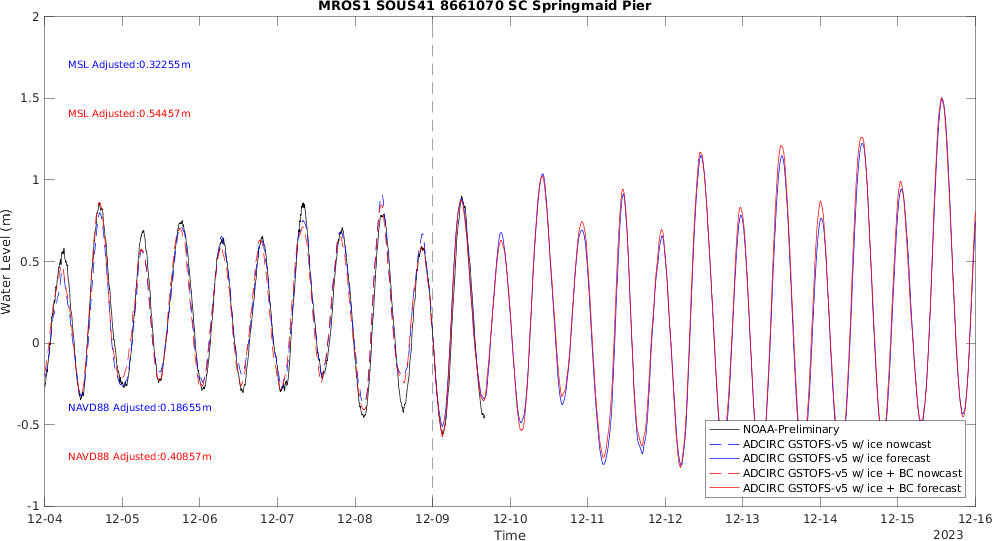 MROS1 SOUS41 8661070 SC Springmaid Pier
2
1.5
1
0.5
0
-0.5
-1
Water Level (m)
MSL Adjusted:0.32255m
MSL Adjusted:0.54457m
NAVD88 Adjusted:0.18655m
NAVD88 Adjusted:0.40857m
NOAA-Preliminary
ADCIRC GSTOFS-v5 w/ ice nowcast
ADCIRC GSTOFS-v5 w/ ice forecast
ADCIRC GSTOFS-v5 w/ ice + BC nowcast
ADCIRC GSTOFS-v5 w/ ice + BC forecast
12-04 12-05 12-06 12-07 12-08 12-09 12-10 12-11 12-12 12-13 12-14 12-15 12-16
Time
2023